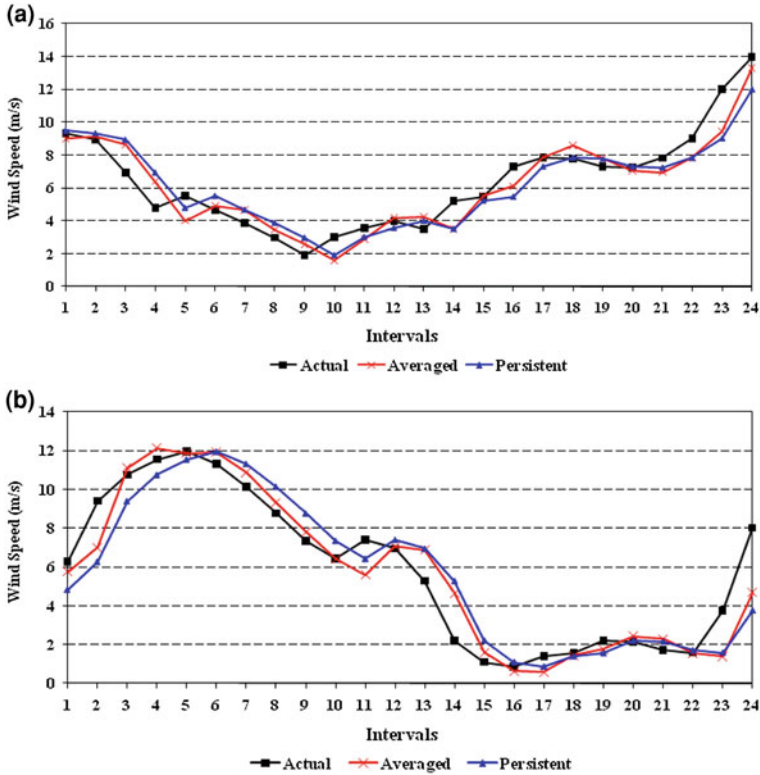 (a)
Wind Speed (m/s)
16
14
12
10
8
6
4
2
0
1 2 3 4 5 6 7 8 9 10 11 12 13 14 15 16 17 18 19 20 21 22 23 24
Intervals
Actual Averaged Persistent
(b)
Wind Speed (m/s)
14
12
10
8
6
4
2
0
1 2 3 4 5 6 7 8 9 10 11 12 13 14 15 16 17 18 19 20 21 22 23 24
Intervals
Actual Averaged Persistent